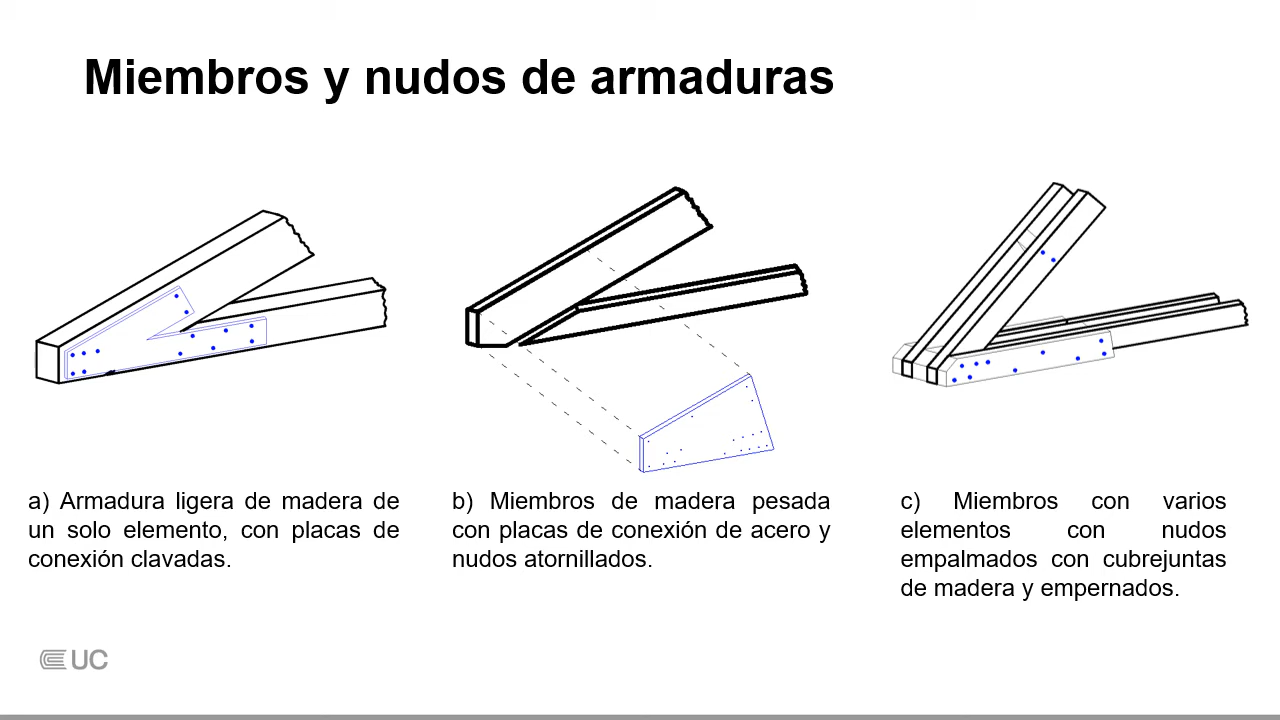 Miembros y nudos de armaduras
a) Armadura ligera de madera de
un solo elemento, con placas de
conexión clavadas.
b) Miembros de madera pesada
con placas de conexión de acero y
nudos atornillados.
c) Miembros con varios
elementos con nudos
empalmados con cubrejuntas
de madera y empernados.
UC